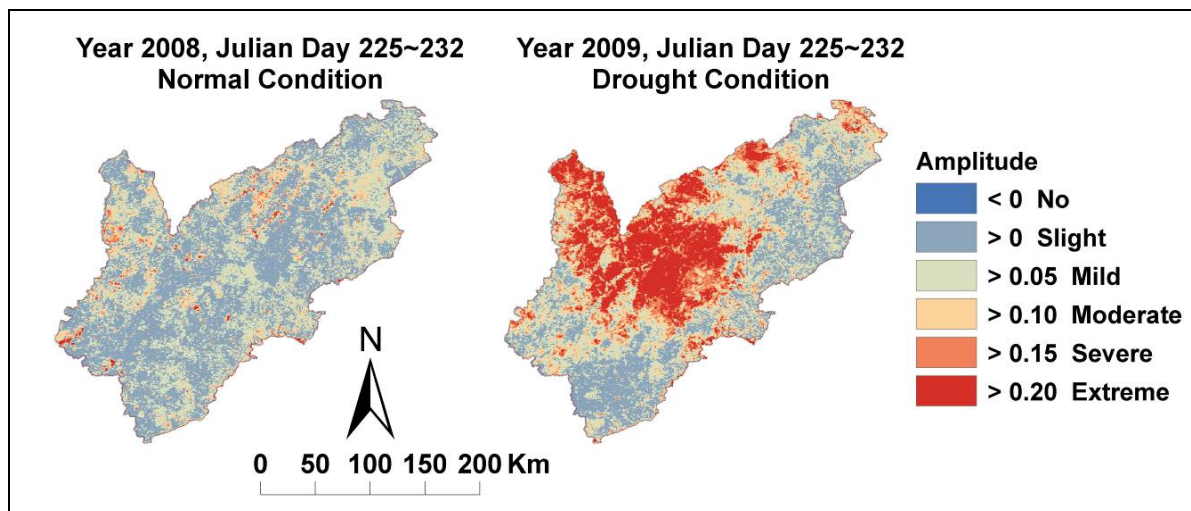 Year 2008, Julian Day 225~232
Normal Condition
Year 2009, Julian Day 225~232
Drought Condition
Amplitude
< 0 No
> 0 Slight
> 0.05 Mild
> 0.10 Moderate
> 0.15 Severe
> 0.20 Extreme
N
0 50 100 150 200 Km